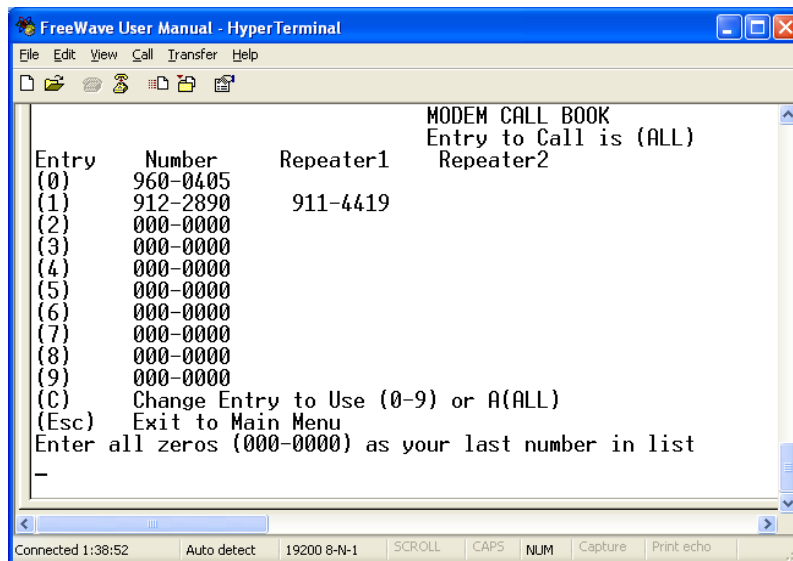 FreeWave User Manual - HyperTerminal
File Edit View Call Transfer Help
MODEM CALL BOOK
Entry to Call is (ALL)
Entry Number Repeater1 Repeater2
(0) 960-0405
(1) 912-2890 911-4419
(2) 000-0000
(3) 000-0000
(4) 000-0000
(5) 000-0000
(6) 000-0000
(7) 000-0000
(8) 000-0000
(9) 000-0000
(C) Change Entry to Use (0-9) or A(ALL)
(Esc) Exit to Main Menu
Enter all zeros (000-0000) as your last number in list
Connected 1:38:52 Auto detect 19200 8-N-1 SCROLL CAPS NUM Capture Print echo